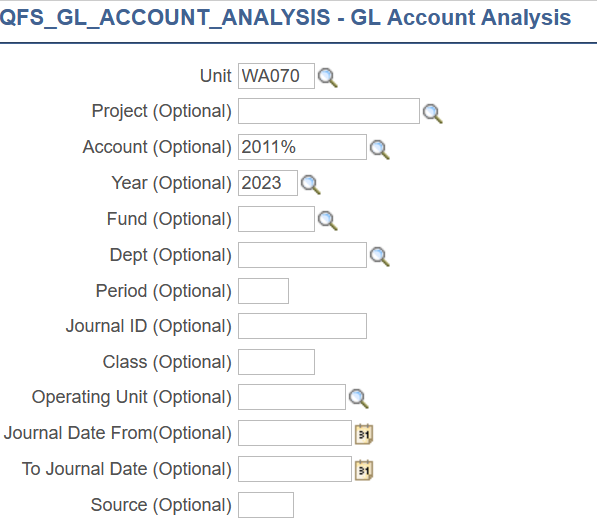 QFS_GL_ACCOUNT_ANALYSIS - GL Account Analysis
Unit WA070
Project (Optional)
Account (Optional) 2011%
Year (Optional) 2023
Fund (Optional)
Dept (Optional)
Period (Optional)
Journal ID (Optional)
Class (Optional)
Operating Unit (Optional)
Journal Date From(Optional) 31
To Journal Date (Optional) 31
Source (Optional)